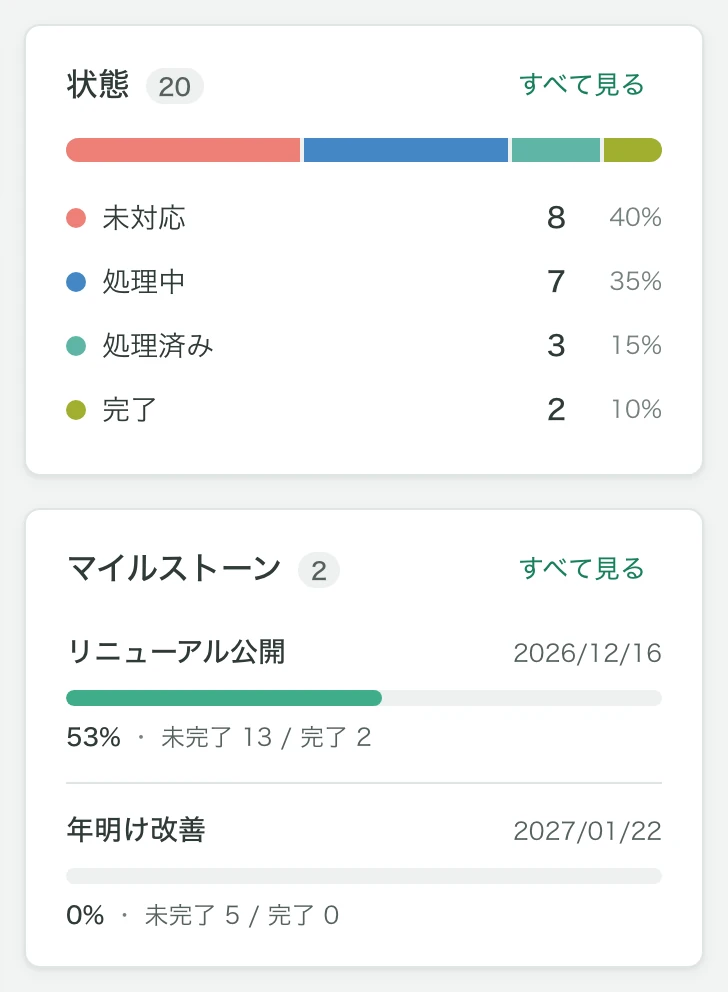 状態 20 すべて見る
未対応 8 40%
処理中 7 35%
処理済み 3 15%
完了 2 10%
マイルストーン 2 すべて見る
リニューアル公開 2026/12/16
53% · 未完了 13 / 完了 2
年明け改善 2027/01/22
0% · 未完了 5 / 完了 0